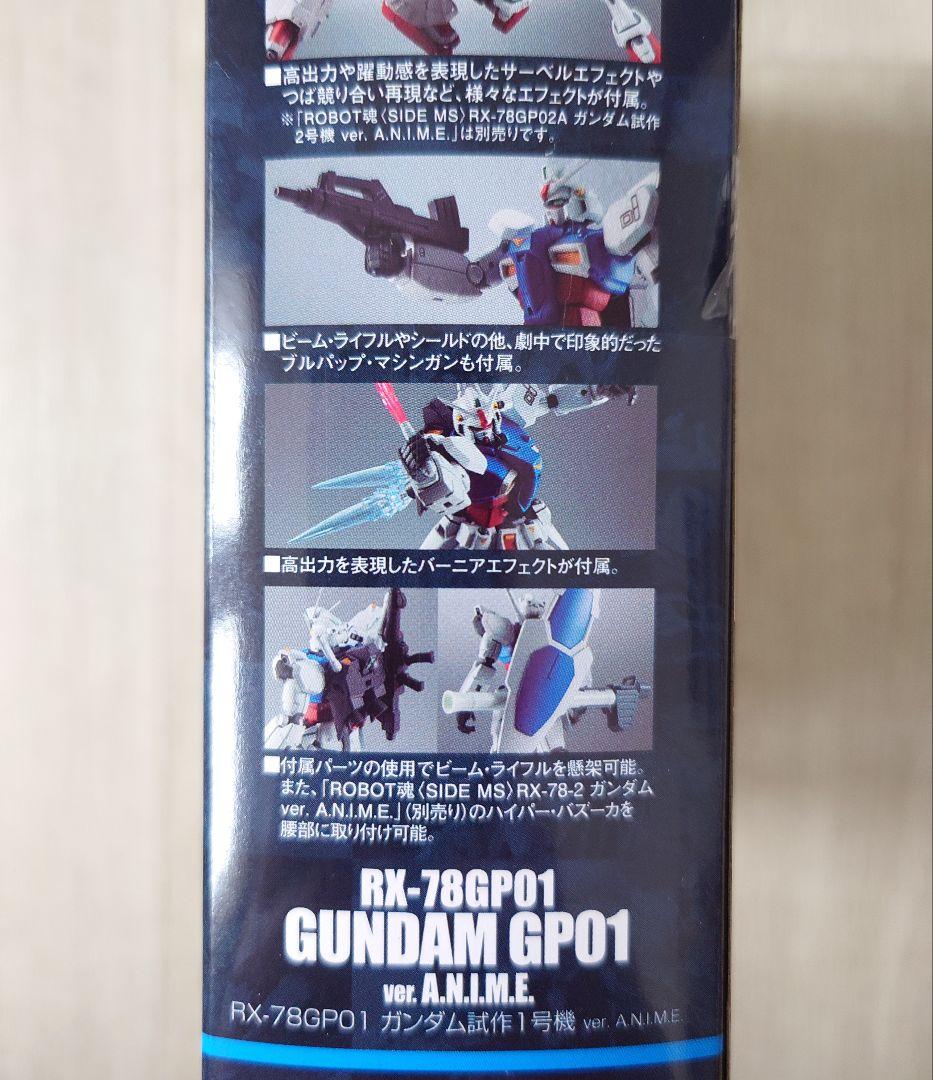 ■高出力や躍動感を表現したサーベルエフェクトや
つば競り合い再現など、様々なエフェクトが付属。
※「ROBOT魂〈SIDE MS〉RX-78GP02A ガンダム試作
2号機 ver. A.N.I.M.E.」は別売りです。
■ビーム・ライフルやシールドの他、劇中で印象的だった
ブルパップ・マシンガンも付属。
■高出力を表現したバーニアエフェクトが付属。
■付属パーツの使用でビーム・ライフルを懸架可能。
また、「ROBOT魂〈SIDE MS〉RX-78-2 ガンダム
ver. A.N.I.M.E.」(別売り)のハイパー・バズーカを
腰部に取り付け可能。
RX-78GP01
GUNDAM GP01
ver. A.N.I.M.E.
RX-78GP01 ガンダム試作1号機 ver. A.N.I.M.E.